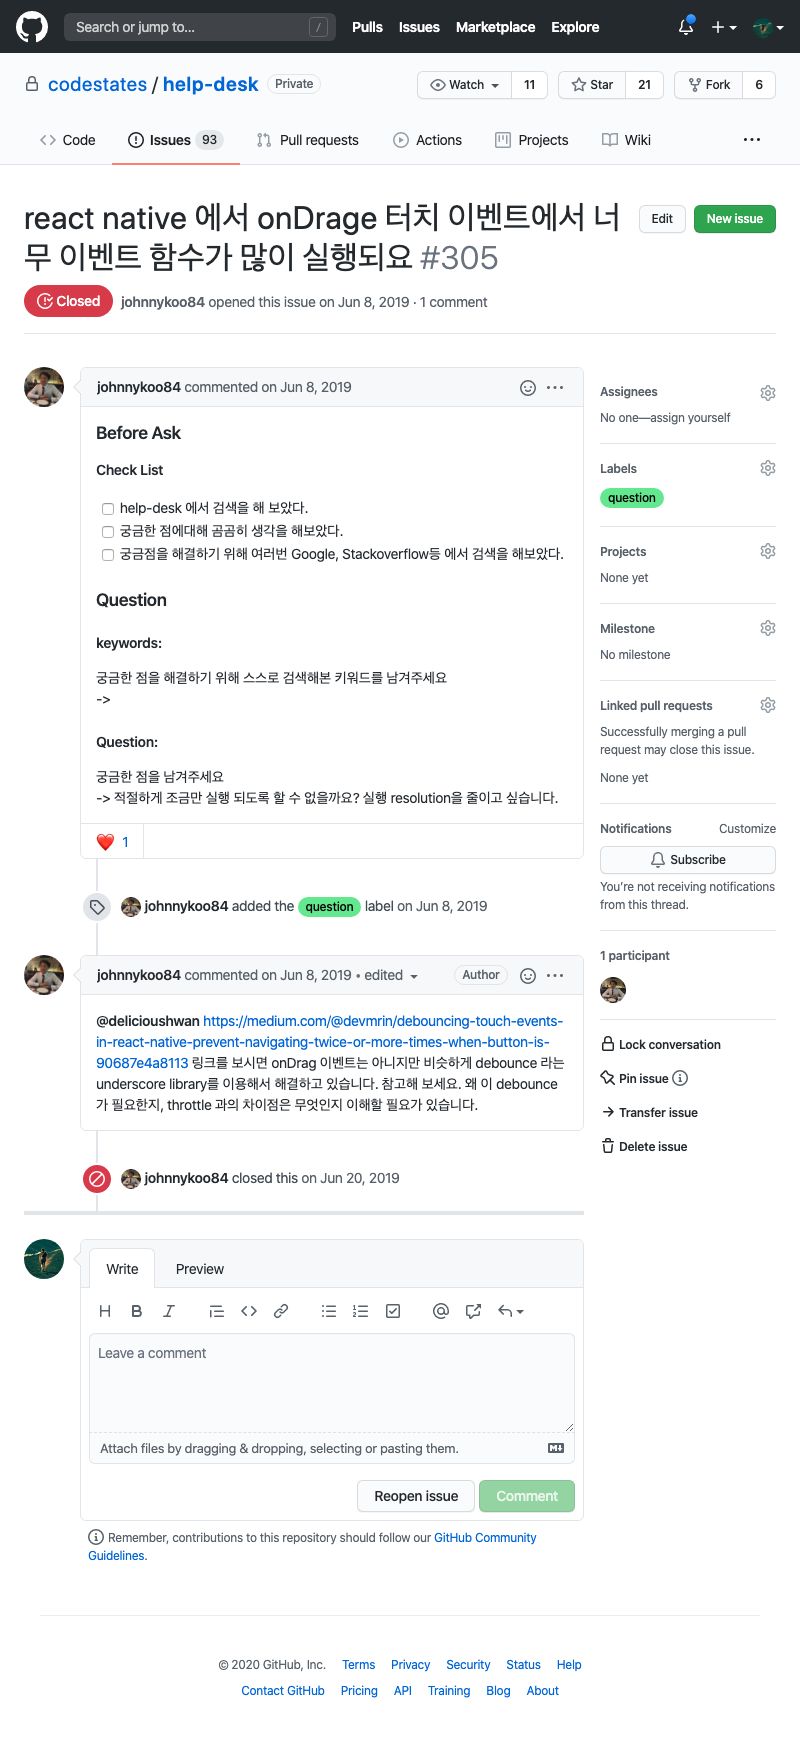 Search or jump to...
/
Pulls
Issues
Marketplace
Explore
codestates / help-desk
Private
Watch
11
Star
21
Fork
6
Code
Issues 93
Pull requests
Actions
Projects
Wiki
react native 에서 onDrage 터치 이벤트에서 너
무 이벤트 함수가 많이 실행되요 #305
Edit
New issue
Closed
johnnykoo84 opened this issue on Jun 8, 2019 · 1 comment
johnnykoo84 commented on Jun 8, 2019
Before Ask
Check List
help-desk 에서 검색을 해 보았다.
궁금한 점에대해 곰곰히 생각을 해보았다.
궁금점을 해결하기 위해 여러번 Google, Stackoverflow등 에서 검색을 해보았다.
Question
keywords:
궁금한 점을 해결하기 위해 스스로 검색해본 키워드를 남겨주세요
->
Question:
궁금한 점을 남겨주세요
-> 적절하게 조금만 실행 되도록 할 수 없을까요? 실행 resolution을 줄이고 싶습니다.
1
johnnykoo84 added the question label on Jun 8, 2019
johnnykoo84 commented on Jun 8, 2019 • edited
Author
@delicioushwan https://medium.com/@devmrin/debouncing-touch-events-
in-react-native-prevent-navigating-twice-or-more-times-when-button-is-
90687e4a8113 링크를 보시면 onDrag 이벤트는 아니지만 비슷하게 debounce 라는
underscore library를 이용해서 해결하고 있습니다. 참고해 보세요. 왜 이 debounce
가 필요한지, throttle 과의 차이점은 무엇인지 이해할 필요가 있습니다.
johnnykoo84 closed this on Jun 20, 2019
Write
Preview
H B I
Leave a comment
Attach files by dragging & dropping, selecting or pasting them.
Reopen issue
Comment
Remember, contributions to this repository should follow our GitHub Community
Guidelines.
Assignees
No one—assign yourself
Labels
question
Projects
None yet
Milestone
No milestone
Linked pull requests
Successfully merging a pull
request may close this issue.
None yet
Notifications
Customize
Subscribe
You're not receiving notifications
from this thread.
1 participant
Lock conversation
Pin issue
Transfer issue
Delete issue
© 2020 GitHub, Inc.
Terms
Privacy
Security
Status
Help
Contact GitHub
Pricing
API
Training
Blog
About